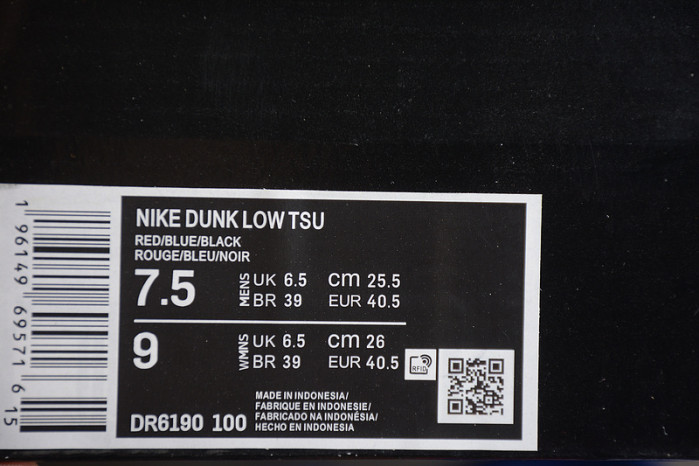 NIKE DUNK LOW TSU
RED/BLUE/BLACK
ROUGE/BLEU/NOIR
7.5 MENS UK 6.5 cm 25.5
BR 39 EUR 40.5
9 WMNS UK 6.5 cm 26
BR 39 EUR 40.5
RFID
MADE IN INDONESIA/
FABRIQUE EN INDONESIE/
FABRICADO NA INDONÉSIA/
HECHO EN INDONESIA
DR6190 100
1 96149 69571 6 15